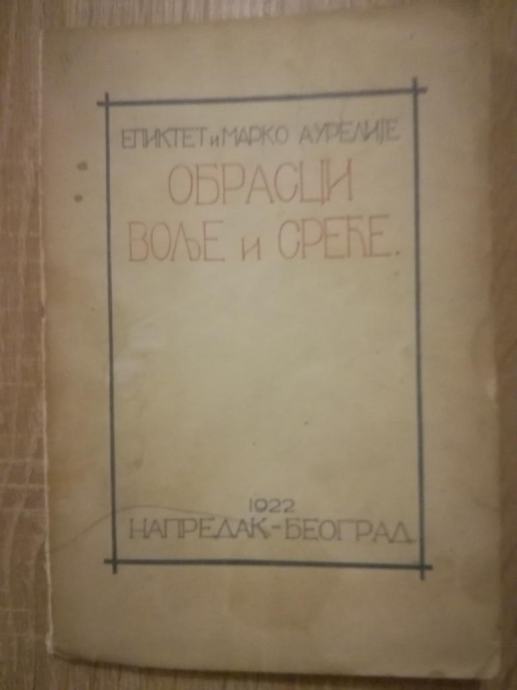 ЕПИКТЕТ и МАРКО АУРЕЛИЈЕ
ОБРАСЦИ
ВОЉЕ И СРЕЋЕ.
1922
НАПРЕДАК-БЕОГРАД